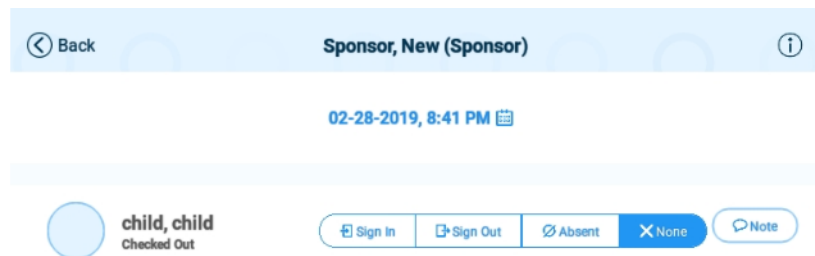 Back
Sponsor, New (Sponsor)
02-28-2019, 8:41 PM
child, child
Checked Out
Sign In
Sign Out
Absent
None
Note